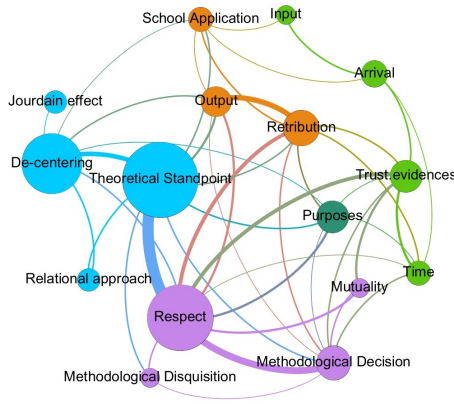 Input
School Application
Arrival
Jourdain effect
Output
Retribution
De-centering
Theoretical Standpoint
Trust evidences
Purposes
Relational approach
Time
Mutuality
Respect
Methodological Decision
Methodological Disquisition